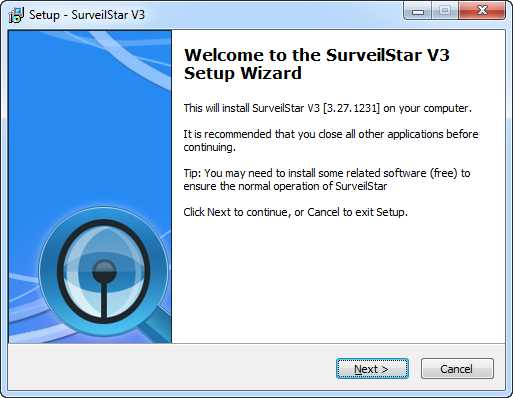 Setup - SurveilStar V3
Welcome to the SurveilStar V3
Setup Wizard
This will install SurveilStar V3 [3.27.1231] on your computer.
It is recommended that you close all other applications before
continuing.
Tip: You may need to install some related software (free) to
ensure the normal operation of SurveilStar
Click Next to continue, or Cancel to exit Setup.
Next >
Cancel